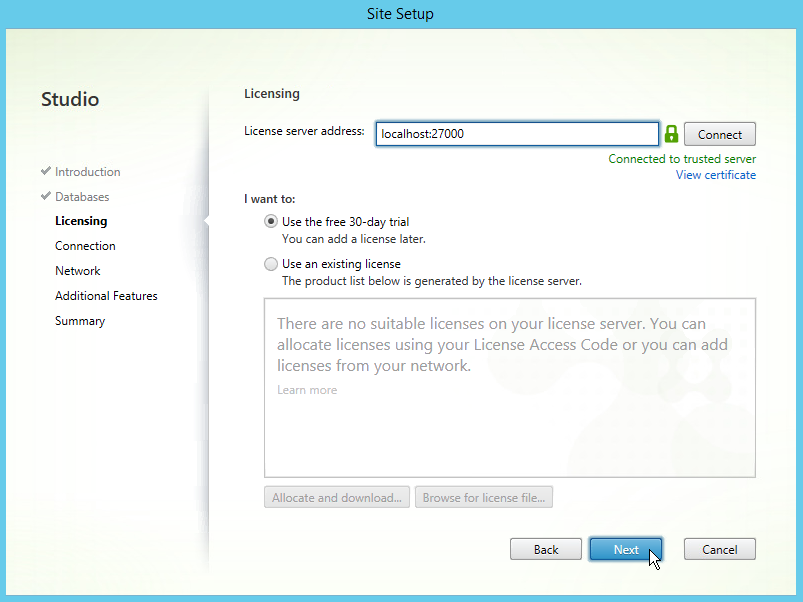 Site Setup
Studio
Introduction
Databases
Licensing
Connection
Network
Additional Features
Summary
Licensing
License server address:
localhost:27000
Connect
Connected to trusted server
View certificate
I want to:
Use the free 30-day trial
You can add a license later.
Use an existing license
The product list below is generated by the license server.
There are no suitable licenses on your license server. You can
allocate licenses using your License Access Code or you can add
licenses from your network.
Learn more
Allocate and download...
Browse for license file...
Back
Next
Cancel